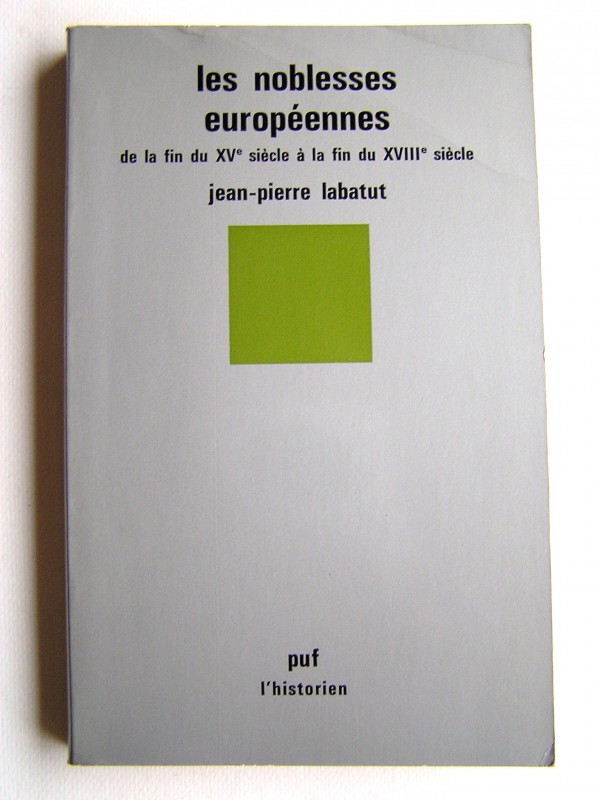 les noblesses
européennes
de la fin du XVe siècle à la fin du XVIIIe siècle
jean-pierre labatut
puf
l'historien